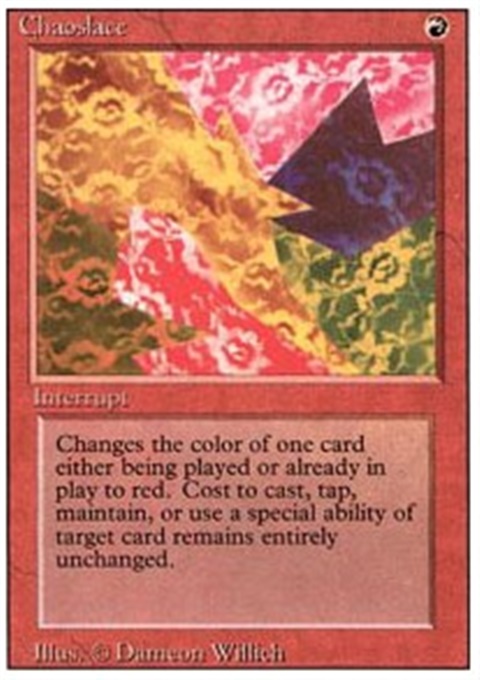 Chaoslace
Interrupt
Changes the color of one card
either being played or already in
play to red. Cost to cast, tap,
maintain, or use a special ability of
target card remains entirely
unchanged.
Illus. © Dameon Willich